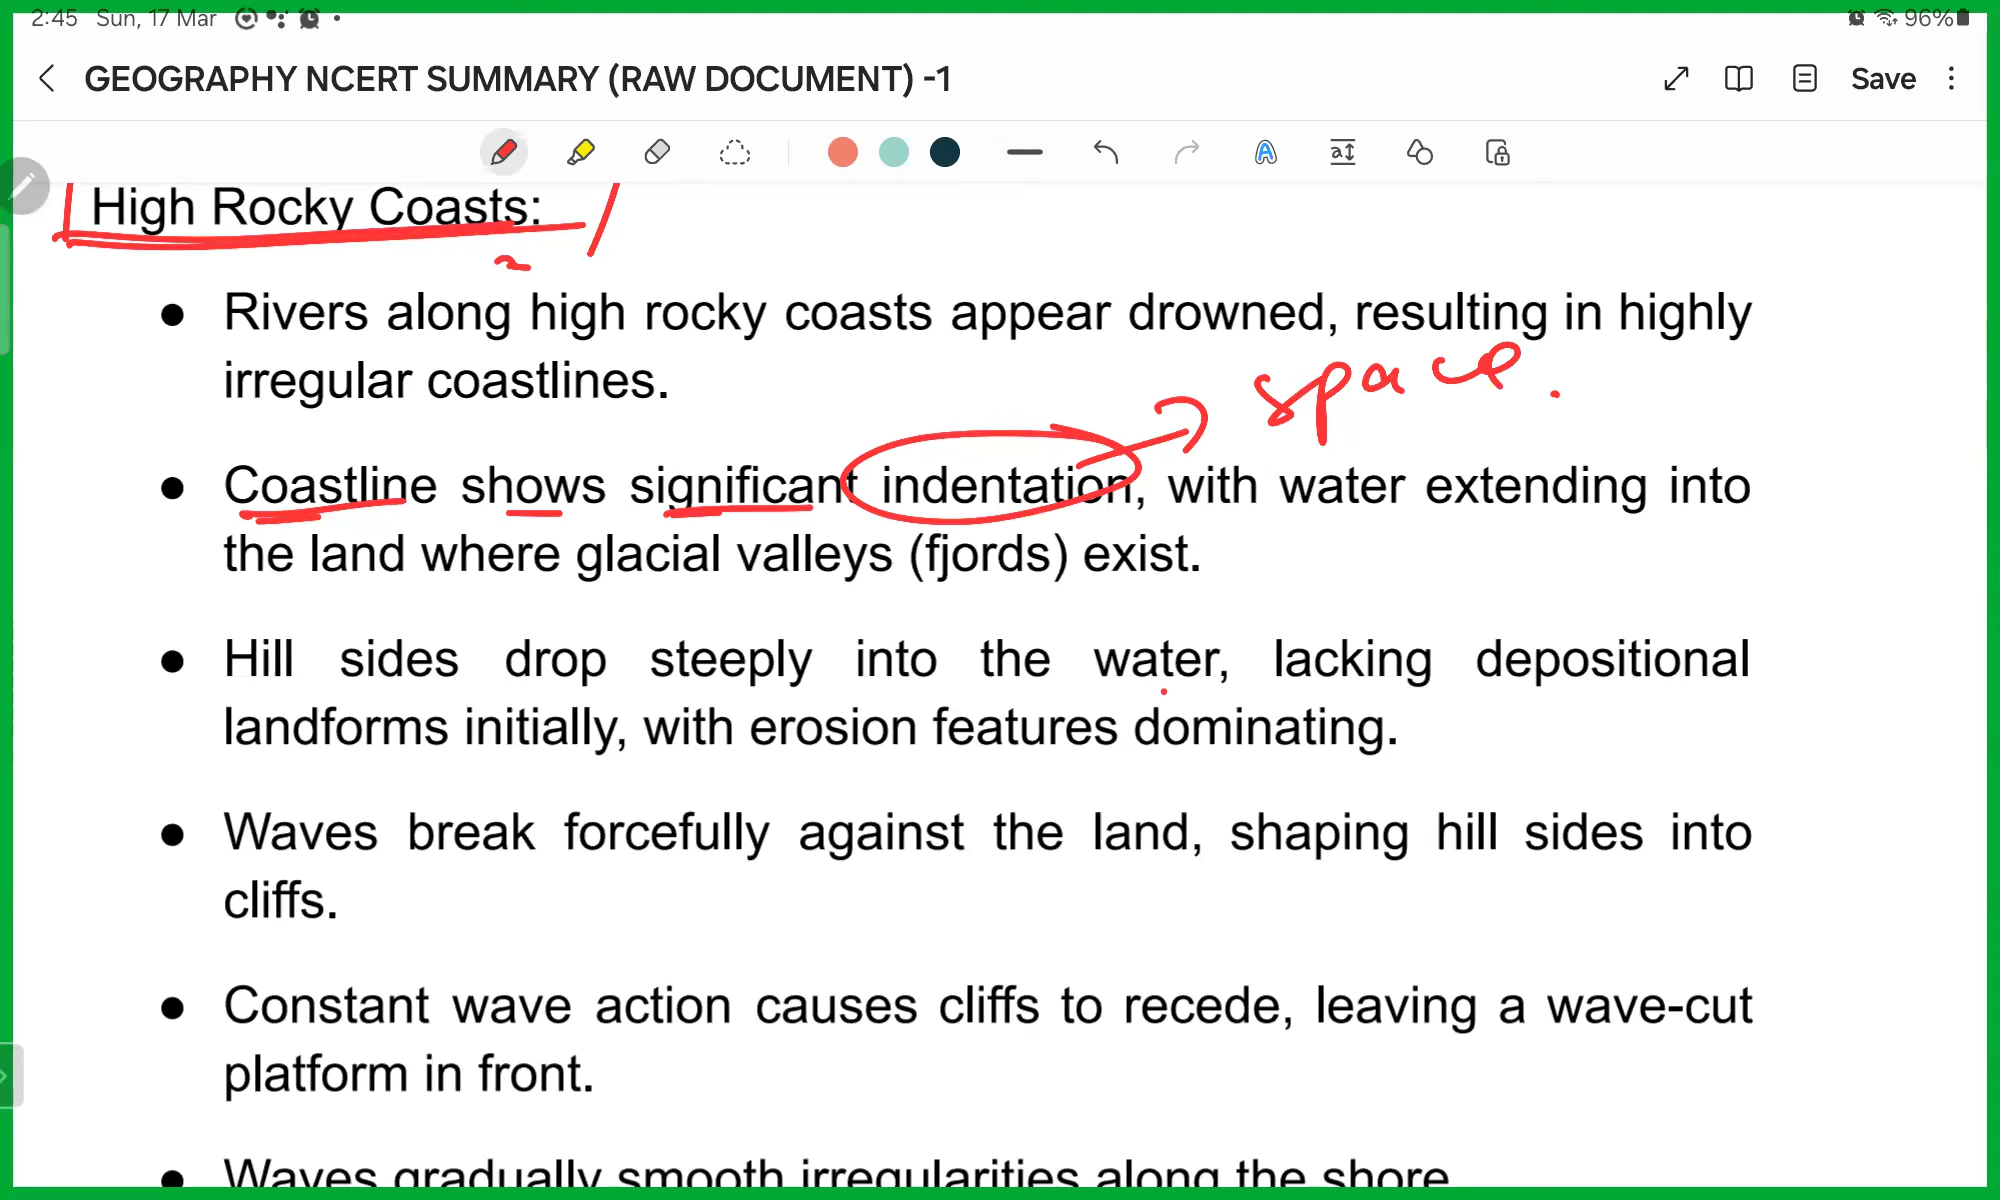 2:45 Sun, 17 Mar 96%
GEOGRAPHY NCERT SUMMARY (RAW DOCUMENT) -1 Save
High Rocky Coasts:
● Rivers along high rocky coasts appear drowned, resulting in highly
irregular coastlines.
space.
● Coastline shows significant indentation, with water extending into
the land where glacial valleys (fjords) exist.
● Hill sides drop steeply into the water, lacking depositional
landforms initially, with erosion features dominating.
● Waves break forcefully against the land, shaping hill sides into
cliffs.
● Constant wave action causes cliffs to recede, leaving a wave-cut
platform in front.
● Waves gradually smooth irregularities along the shore